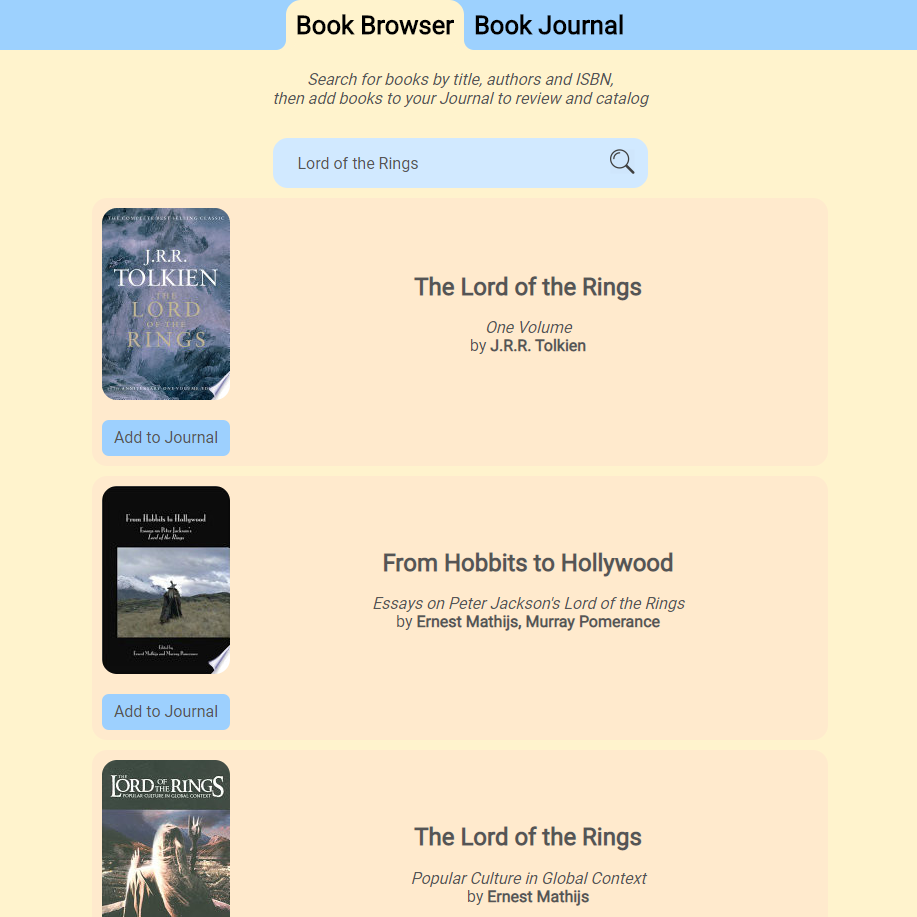 Book Browser Book Journal
Search for books by title, authors and ISBN,
then add books to your Journal to review and catalog
Lord of the Rings
THE COMPLETE BEST-SELLING CLASSIC
J.R.R.
TOLKIEN
THE
LORD
OF THE
RINGS
The Lord of the Rings
One Volume
by J.R.R. Tolkien
Add to Journal
From Hobbits to Hollywood
Essays on Peter Jackson's
Lord of the Rings
Edited by
Ernest Mathijs and Murray Pomerance
From Hobbits to Hollywood
Essays on Peter Jackson's Lord of the Rings
by Ernest Mathijs, Murray Pomerance
Add to Journal
THE
LORD OF
THE RINGS
POPULAR CULTURE IN GLOBAL CONTEXT
The Lord of the Rings
Popular Culture in Global Context
by Ernest Mathijs